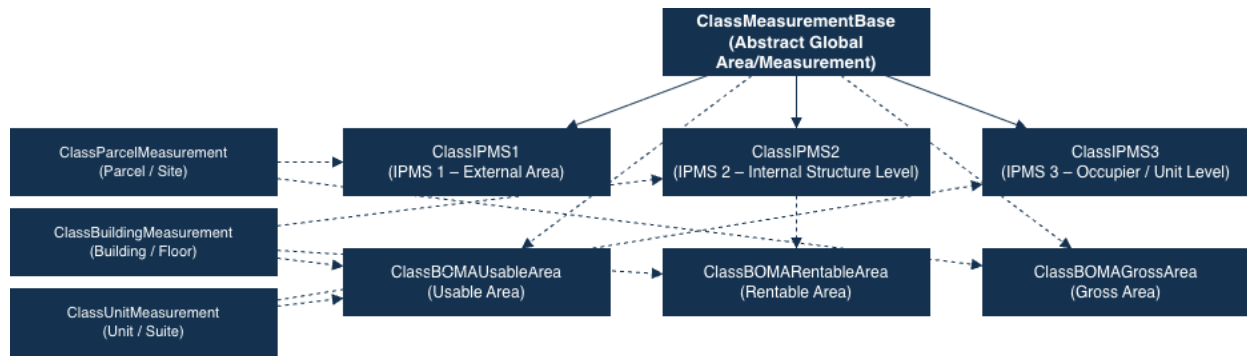 ClassMeasurementBase
(Abstract Global
Area/Measurement)
ClassParcelMeasurement
(Parcel / Site)
ClassIPMS1
(IPMS 1 – External Area)
ClassIPMS2
(IPMS 2 – Internal Structure Level)
ClassIPMS3
(IPMS 3 – Occupier / Unit Level)
ClassBuildingMeasurement
(Building / Floor)
ClassBOMAUsableArea
(Usable Area)
ClassBOMARentableArea
(Rentable Area)
ClassBOMAGrossArea
(Gross Area)
ClassUnitMeasurement
(Unit / Suite)